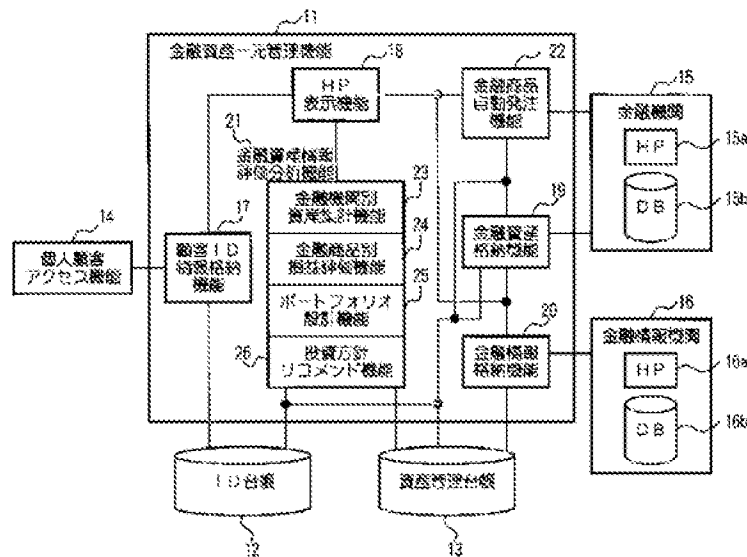 11
金融資産一元管理機能
18
HP
表示機能
22
金融商品
自動発注
機能
15
金融機関
HP
15a
DB
15b
21
金融資産検索
評価分析機能
23
金融機関別
資産集計機能
24
金融商品別
損益評価機能
25
ポートフォリオ
設計機能
26
投資方針
リコメンド機能
14
個人顧客
アクセス機能
17
顧客ID
情報格納
機能
19
金融資産
格納機能
20
金融情報
格納機能
16
金融情報機関
HP
16a
DB
16b
ID台帳
12
資産管理台帳
13